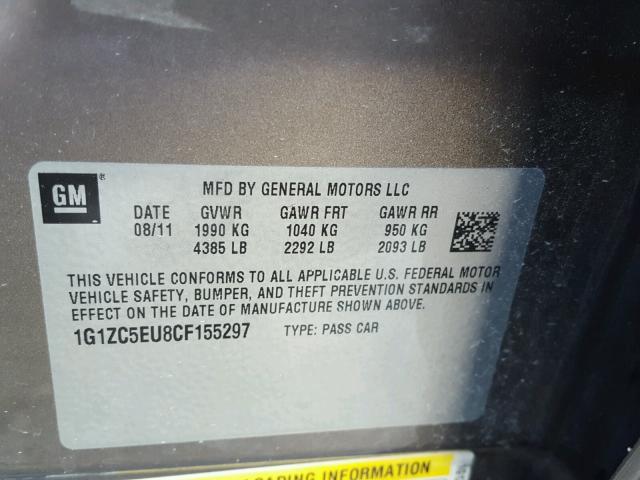 GM ®
MFD BY GENERAL MOTORS LLC
DATE GVWR GAWR FRT GAWR RR
08/11 1990 KG 1040 KG 950 KG
4385 LB 2292 LB 2093 LB
THIS VEHICLE CONFORMS TO ALL APPLICABLE U.S. FEDERAL MOTOR
VEHICLE SAFETY, BUMPER, AND THEFT PREVENTION STANDARDS IN
EFFECT ON THE DATE OF MANUFACTURE SHOWN ABOVE.
1G1ZC5EU8CF155297 TYPE: PASS CAR
LOADING INFORMATION